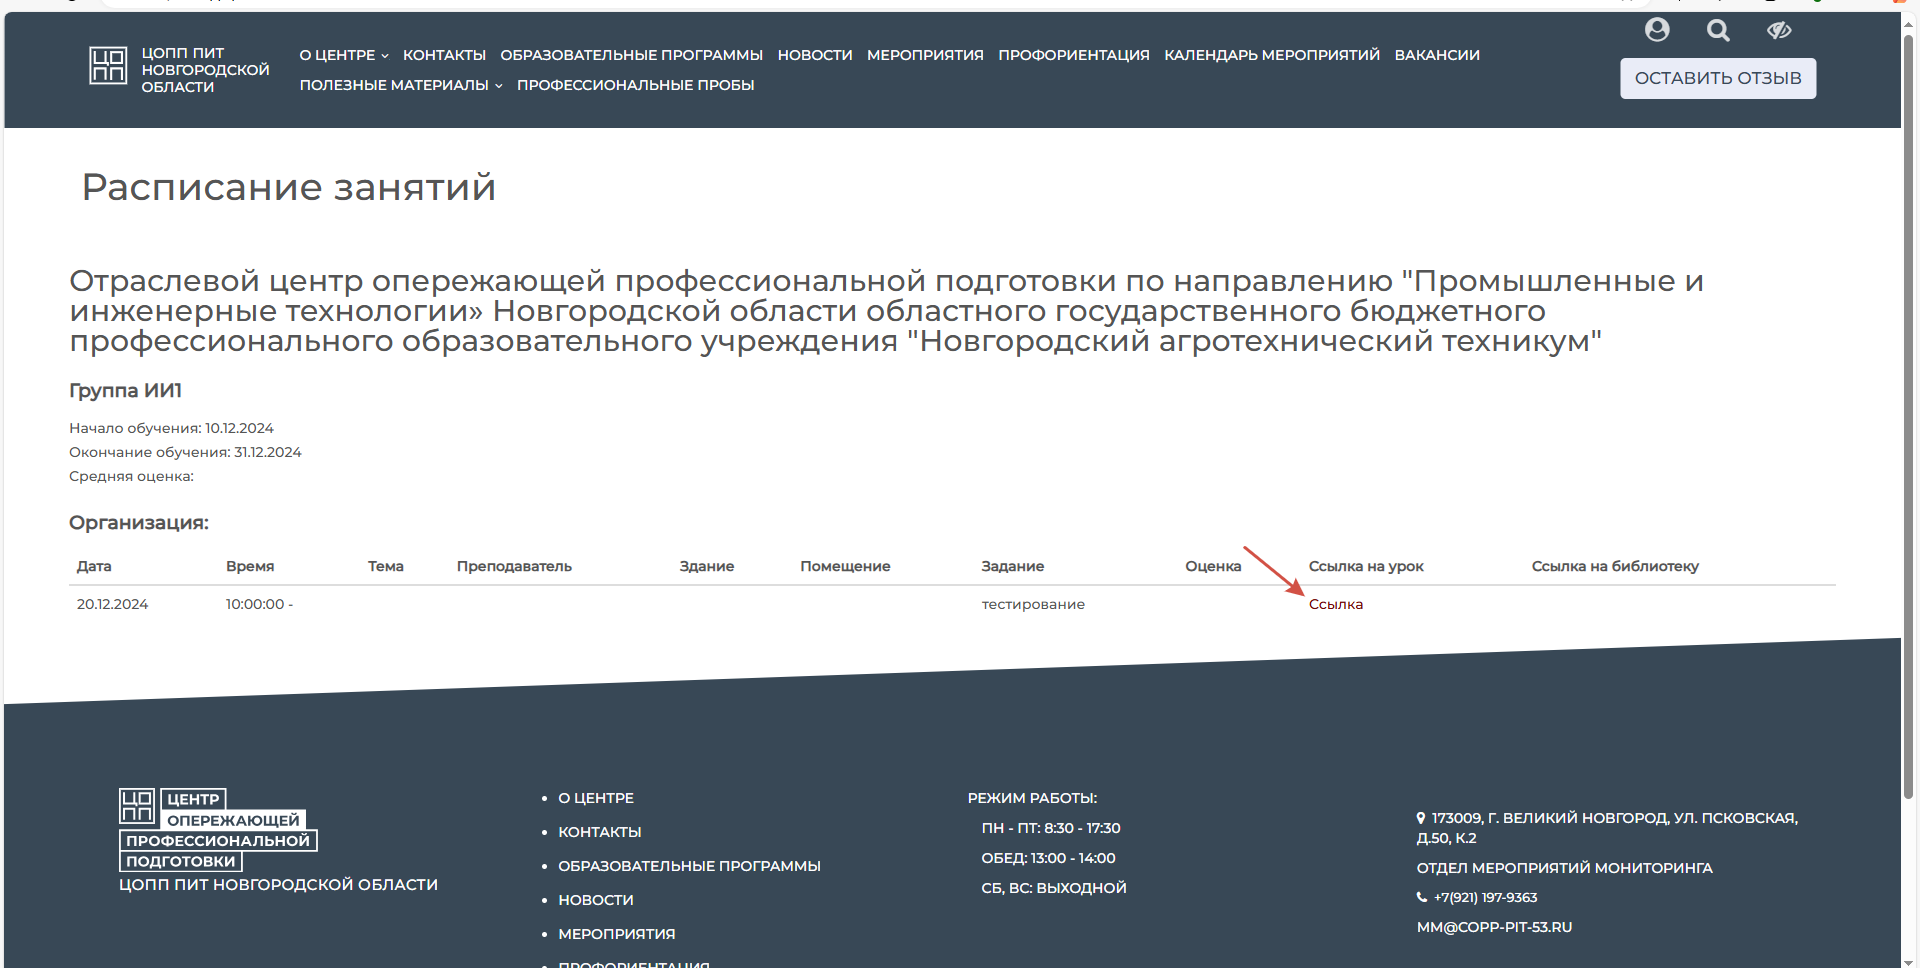 ЦОПП ПИТ
НОВГОРОДСКОЙ
ОБЛАСТИ
О ЦЕНТРЕ КОНТАКТЫ ОБРАЗОВАТЕЛЬНЫЕ ПРОГРАММЫ НОВОСТИ МЕРОПРИЯТИЯ ПРОФОРИЕНТАЦИЯ КАЛЕНДАРЬ МЕРОПРИЯТИЙ ВАКАНСИИ
ПОЛЕЗНЫЕ МАТЕРИАЛЫ ПРОФЕССИОНАЛЬНЫЕ ПРОБЫ
ОСТАВИТЬ ОТЗЫВ
Расписание занятий
Отраслевой центр опережающей профессиональной подготовки по направлению "Промышленные и
инженерные технологии» Новгородской области областного государственного бюджетного
профессионального образовательного учреждения "Новгородский агротехнический техникум"
Группа ИИ1
Начало обучения: 10.12.2024
Окончание обучения: 31.12.2024
Средняя оценка:
Организация:
Дата Время Тема Преподаватель Здание Помещение Задание Оценка Ссылка на урок Ссылка на библиотеку
20.12.2024 10:00:00 - тестирование Ссылка
ЦОПП
ЦЕНТР
ОПЕРЕЖАЮЩЕЙ
ПРОФЕССИОНАЛЬНОЙ
ПОДГОТОВКИ
ЦОПП ПИТ НОВГОРОДСКОЙ ОБЛАСТИ
• О ЦЕНТРЕ
• КОНТАКТЫ
• ОБРАЗОВАТЕЛЬНЫЕ ПРОГРАММЫ
• НОВОСТИ
• МЕРОПРИЯТИЯ
• ПРОФОРИЕНТАЦИЯ
РЕЖИМ РАБОТЫ:
ПН - ПТ: 8:30 - 17:30
ОБЕД: 13:00 - 14:00
СБ, ВС: ВЫХОДНОЙ
173009, Г. ВЕЛИКИЙ НОВГОРОД, УЛ. ПСКОВСКАЯ,
Д.50, К.2
ОТДЕЛ МЕРОПРИЯТИЙ МОНИТОРИНГА
+7(921) 197-9363
MM@COPP-PIT-53.RU